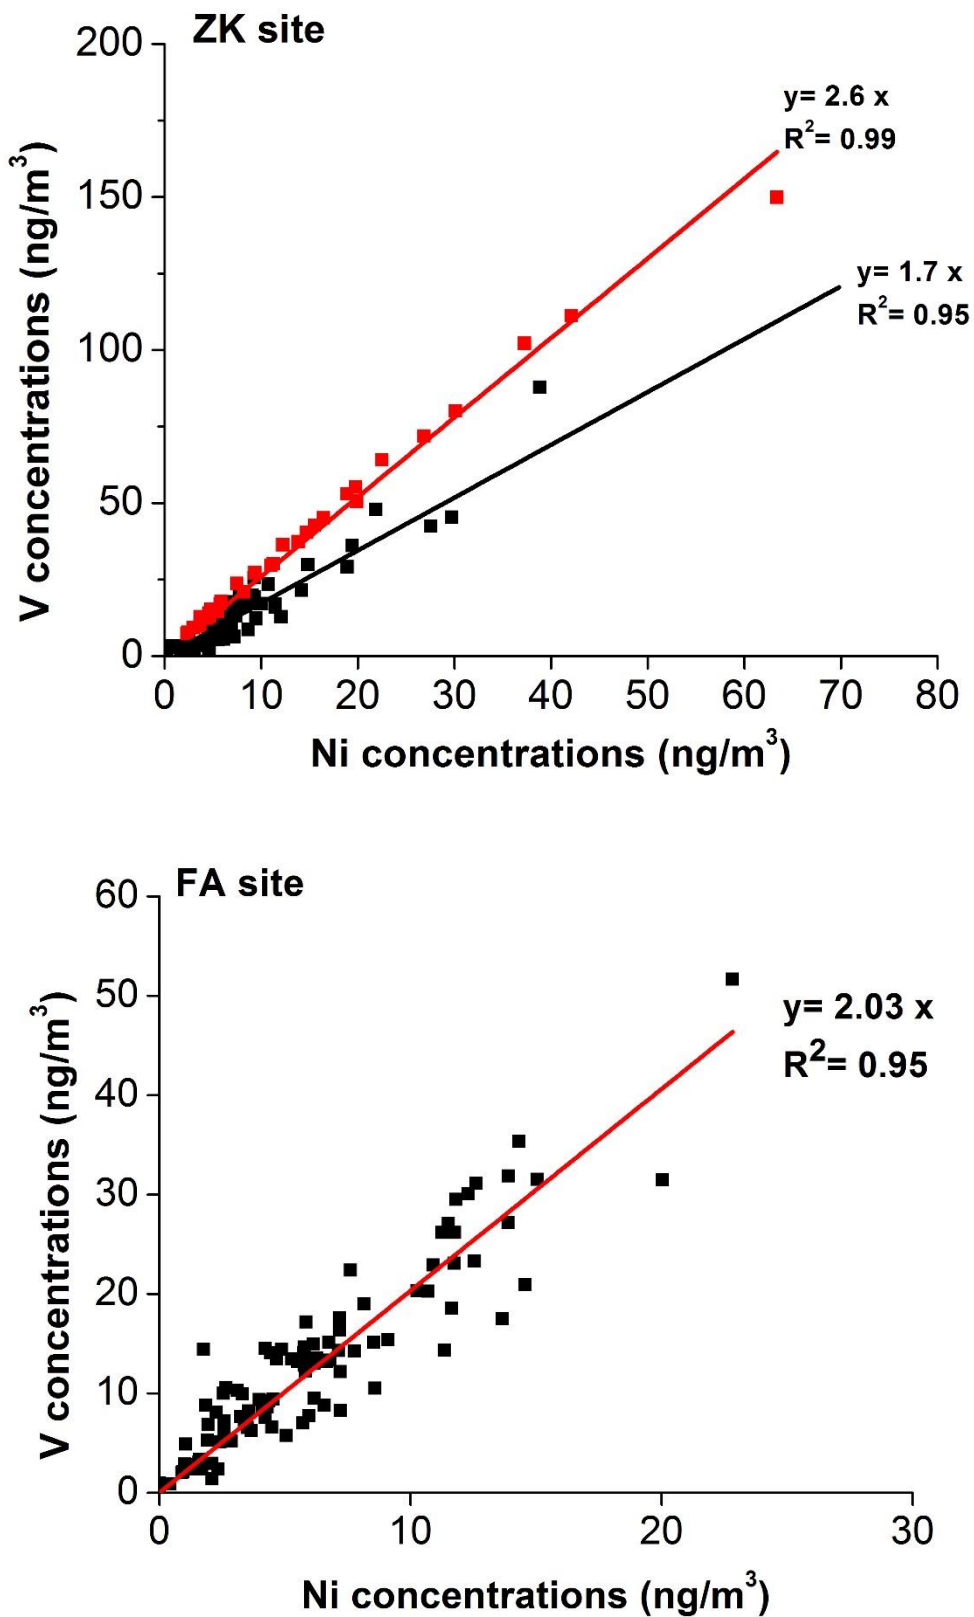 ZK site
200
150
100
50
0
V concentrations (ng/m³)
y= 2.6 x
R²= 0.99
y= 1.7 x
R²= 0.95
0 10 20 30 40 50 60 70 80
Ni concentrations (ng/m³)
FA site
60
50
40
30
20
10
0
V concentrations (ng/m³)
y= 2.03 x
R²= 0.95
0 10 20 30
Ni concentrations (ng/m³)